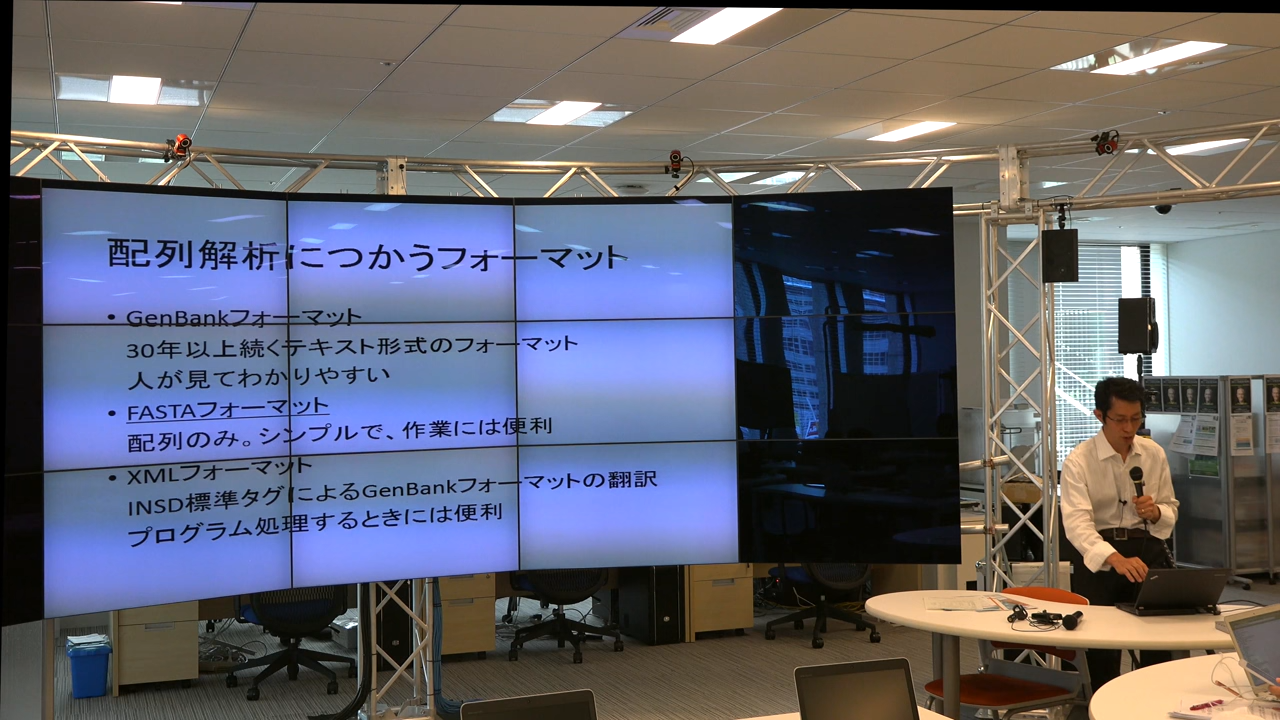 配列解析につかうフォーマット
• GenBankフォーマット
30年以上続くテキスト形式のフォーマット
人が見てわかりやすい
• FASTAフォーマット
配列のみ。シンプルで、作業には便利
• XMLフォーマット
INSD標準タグによるGenBankフォーマットの翻訳
プログラム処理するときには便利